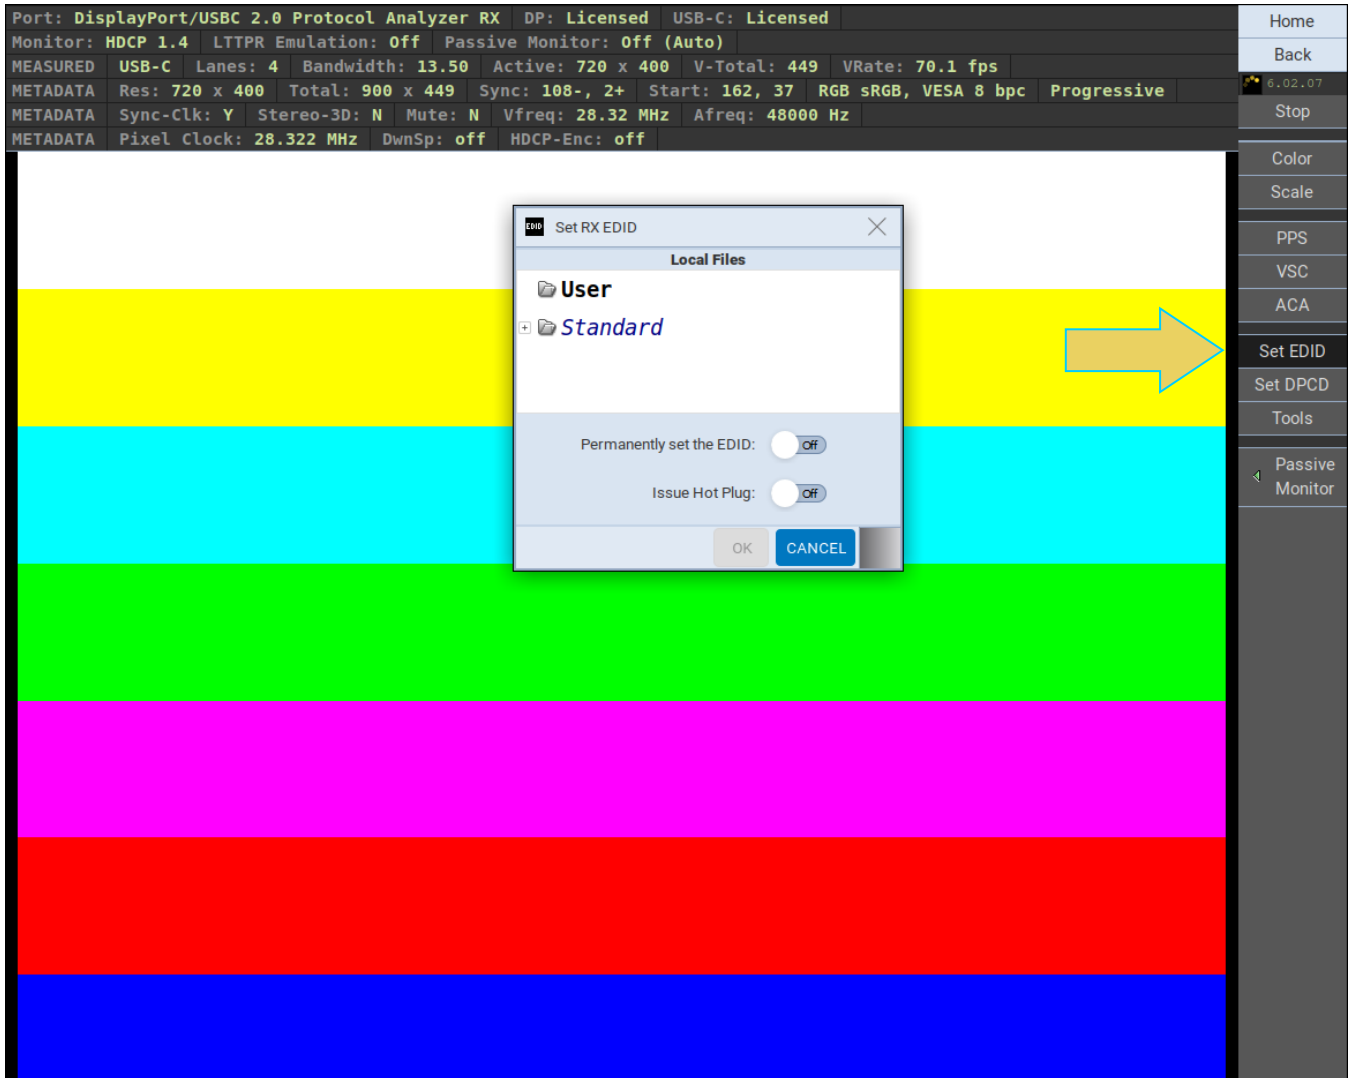 Port: DisplayPort/USBC 2.0 Protocol Analyzer RX DP: Licensed USB-C: Licensed
Monitor: HDCP 1.4 LTTPR Emulation: Off Passive Monitor: Off (Auto)
MEASURED USB-C Lanes: 4 Bandwidth: 13.50 Active: 720 x 400 V-Total: 449 VRate: 70.1 fps
METADATA Res: 720 x 400 Total: 900 x 449 Sync: 108-, 2+ Start: 162, 37 RGB sRGB, VESA 8 bpc Progressive
METADATA Sync-Clk: Y Stereo-3D: N Mute: N Vfreq: 28.32 MHz Afreq: 48000 Hz
METADATA Pixel Clock: 28.322 MHz DwnSp: off HDCP-Enc: off
Home
Back
6.02.07
Stop
Color
Scale
PPS
VSC
ACA
Set EDID
Set DPCD
Tools
Passive
Monitor
EDID Set RX EDID
Local Files
User
Standard
Permanently set the EDID: Off
Issue Hot Plug: Off
OK CANCEL